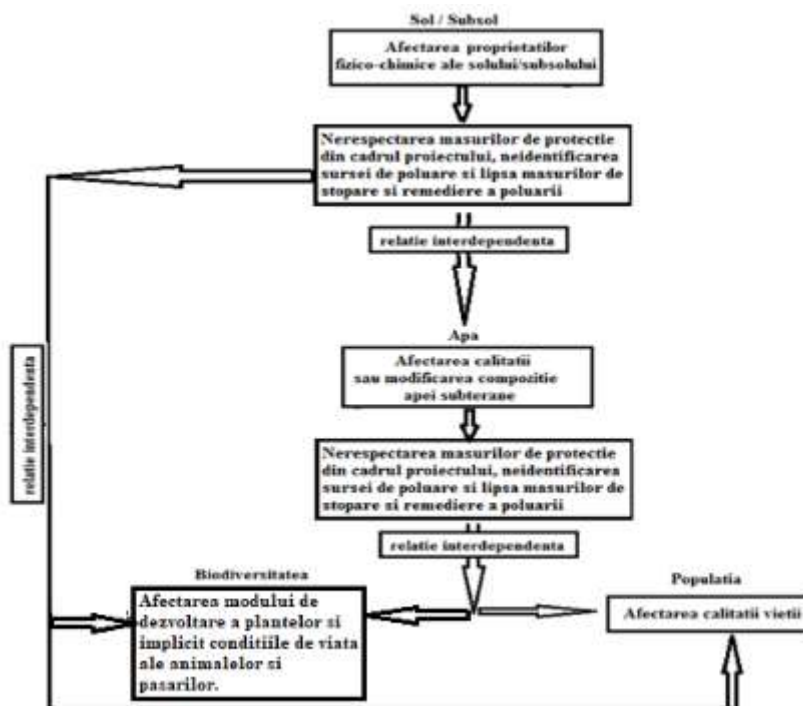 Sol / Subsol
Afectarea proprietatilor
fizico-chimice ale solului/subsolului
Nerespectarea masurilor de protectie
din cadrul proiectului, neidentificarea
sursei de poluare si lipsa masurilor de
stopare si remediere a poluarii
relatie interdependenta
relatie interdependenta
Apa
Afectarea calitatii
sau modificarea compozitie
apei subterane
Nerespectarea masurilor de protectie
din cadrul proiectului, neidentificarea
sursei de poluare si lipsa masurilor de
stopare si remediere a poluarii
relatie interdependenta
Biodiversitatea
Afectarea modului de
dezvoltare a plantelor si
implicit conditiile de viata
ale animalelor si
pasarilor.
Populatia
Afectarea calitatii vietii